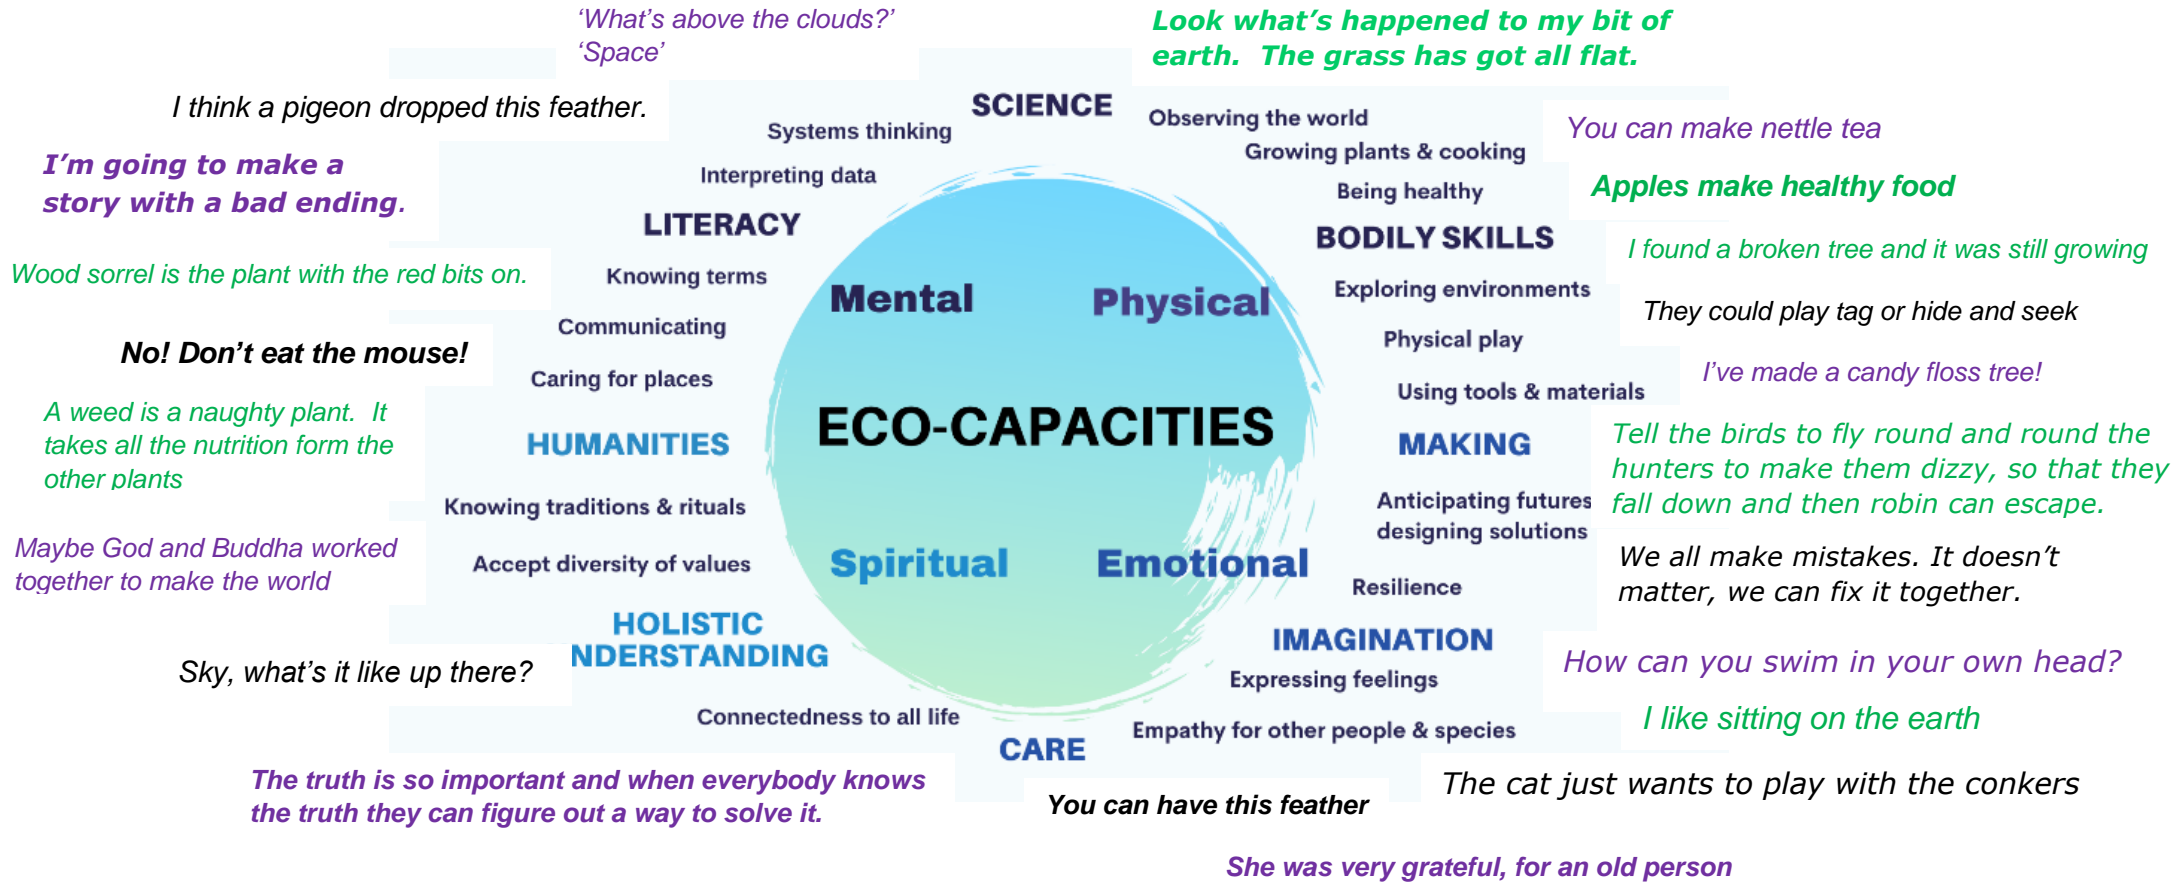 ‘What’s above the clouds?’
‘Space’
Look what’s happened to my bit of
earth.  The grass has got all flat.
I think a pigeon dropped this feather.
SCIENCE
Systems thinking
Observing the world
You can make nettle tea
Growing plants & cooking
I’m going to make a
story with a bad ending.
Interpreting data
Being healthy
Apples make healthy food
LITERACY
BODILY SKILLS
I found a broken tree and it was still growing
Wood sorrel is the plant with the red bits on.
Knowing terms
Mental
Physical
Exploring environments
They could play tag or hide and seek
Communicating
Physical play
No! Don’t eat the mouse!
Caring for places
I’ve made a candy floss tree!
Using tools & materials
A weed is a naughty plant.  It
takes all the nutrition form the
other plants
ECO-CAPACITIES
HUMANITIES
MAKING
Tell the birds to fly round and round the
hunters to make them dizzy, so that they
fall down and then robin can escape.
Knowing traditions & rituals
Anticipating futures
designing solutions
Maybe God and Buddha worked
together to make the world
Accept diversity of values
Spiritual
Emotional
We all make mistakes. It doesn’t
matter, we can fix it together.
Resilience
HOLISTIC
NDERSTANDING
IMAGINATION
Sky, what’s it like up there?
How can you swim in your own head?
Expressing feelings
Connectedness to all life
Empathy for other people & species
I like sitting on the earth
CARE
The truth is so important and when everybody knows
the truth they can figure out a way to solve it.
You can have this feather
The cat just wants to play with the conkers
She was very grateful, for an old person